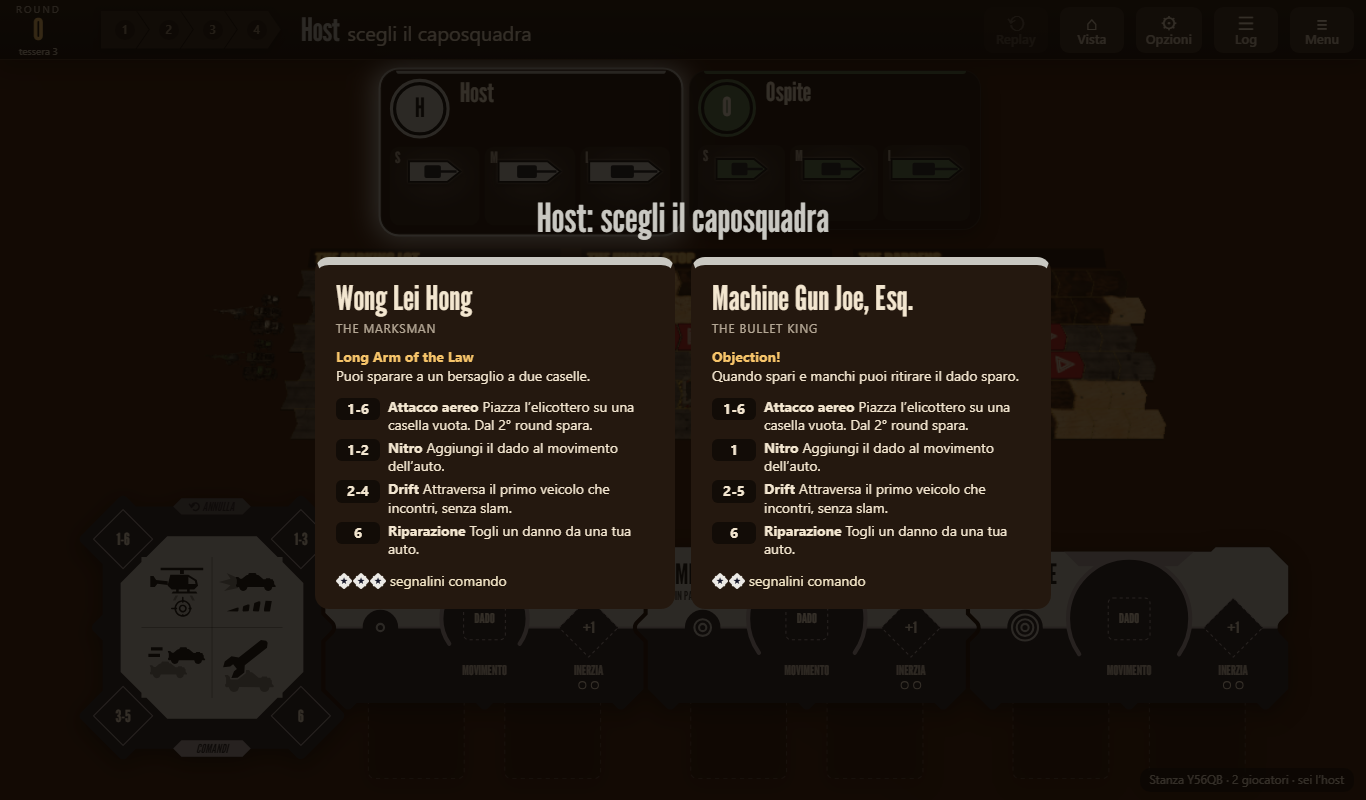 ROUND
0
tessera 3
1 2 3 4
Host scegli il caposquadra
Replay
Vista
Opzioni
Log
Menu
H
Host
S
M
O
Ospite
S
M
Host: scegli il caposquadra
Wong Lei Hong
THE MARKSMAN
Long Arm of the Law
Puoi sparare a un bersaglio a due caselle.
1-6 Attacco aereo Piazza l'elicottero su una
casella vuota. Dal 2° round spara.
1-2 Nitro Aggiungi il dado al movimento
dell'auto.
2-4 Drift Attraversa il primo veicolo che
incontri, senza slam.
6 Riparazione Togli un danno da una tua
auto.
segnalini comando
Machine Gun Joe, Esq.
THE BULLET KING
Objection!
Quando spari e manchi puoi ritirare il dado sparo.
1-6 Attacco aereo Piazza l'elicottero su una
casella vuota. Dal 2° round spara.
1 Nitro Aggiungi il dado al movimento
dell'auto.
2-5 Drift Attraversa il primo veicolo che
incontri, senza slam.
6 Riparazione Togli un danno da una tua
auto.
segnalini comando
ANNULLA
1-6
1-3
3-5
6
COMANDI
DADO
+1
MOVIMENTO
INERZIA
DADO
+1
MOVIMENTO
INERZIA
DADO
+1
MOVIMENTO
INERZIA
Stanza Y56QB · 2 giocatori · sei l'host